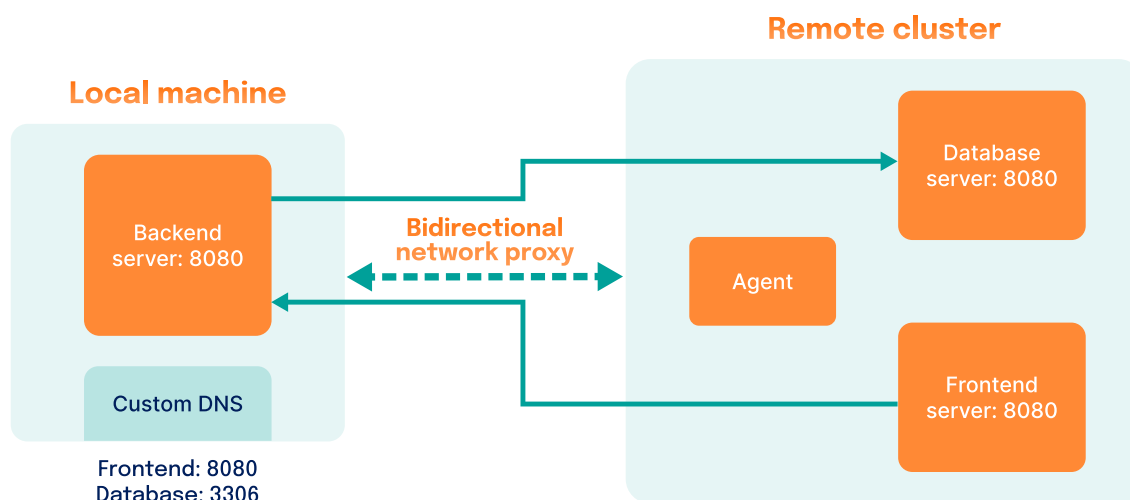 Remote cluster
Local machine
Database
server: 8080
Backend
server: 8080
Bidirectional
network proxy
Agent
Frontend
server: 8080
Custom DNS
Frontend: 8080
Database: 3306